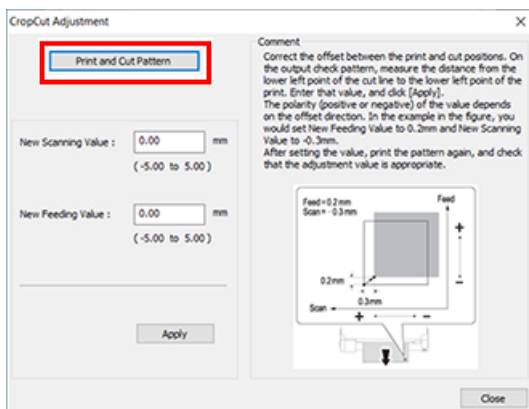 CropCut Adjustment
Print and Cut Pattern
New Scanning Value :
0.00
mm
(-5.00 to 5.00)
New Feeding Value :
0.00
mm
(-5.00 to 5.00)
Apply
Comment
Correct the offset between the print and cut positions. On
the output check pattern, measure the distance from the
lower left point of the cut line to the lower left point of the
print. Enter that value, and click [Apply].
The polarity (positive or negative) of the value depends
on the offset direction. In the example in the figure, you
would set New Feeding Value to 0.2mm and New Scanning
Value to -0.3mm.
After setting the value, print the pattern again, and check
that the adjustment value is appropriate.
Feed=0.2mm
Scan=-0.3mm
Feed
+
-
0.2mm
0.3mm
Scan
+
-
Close